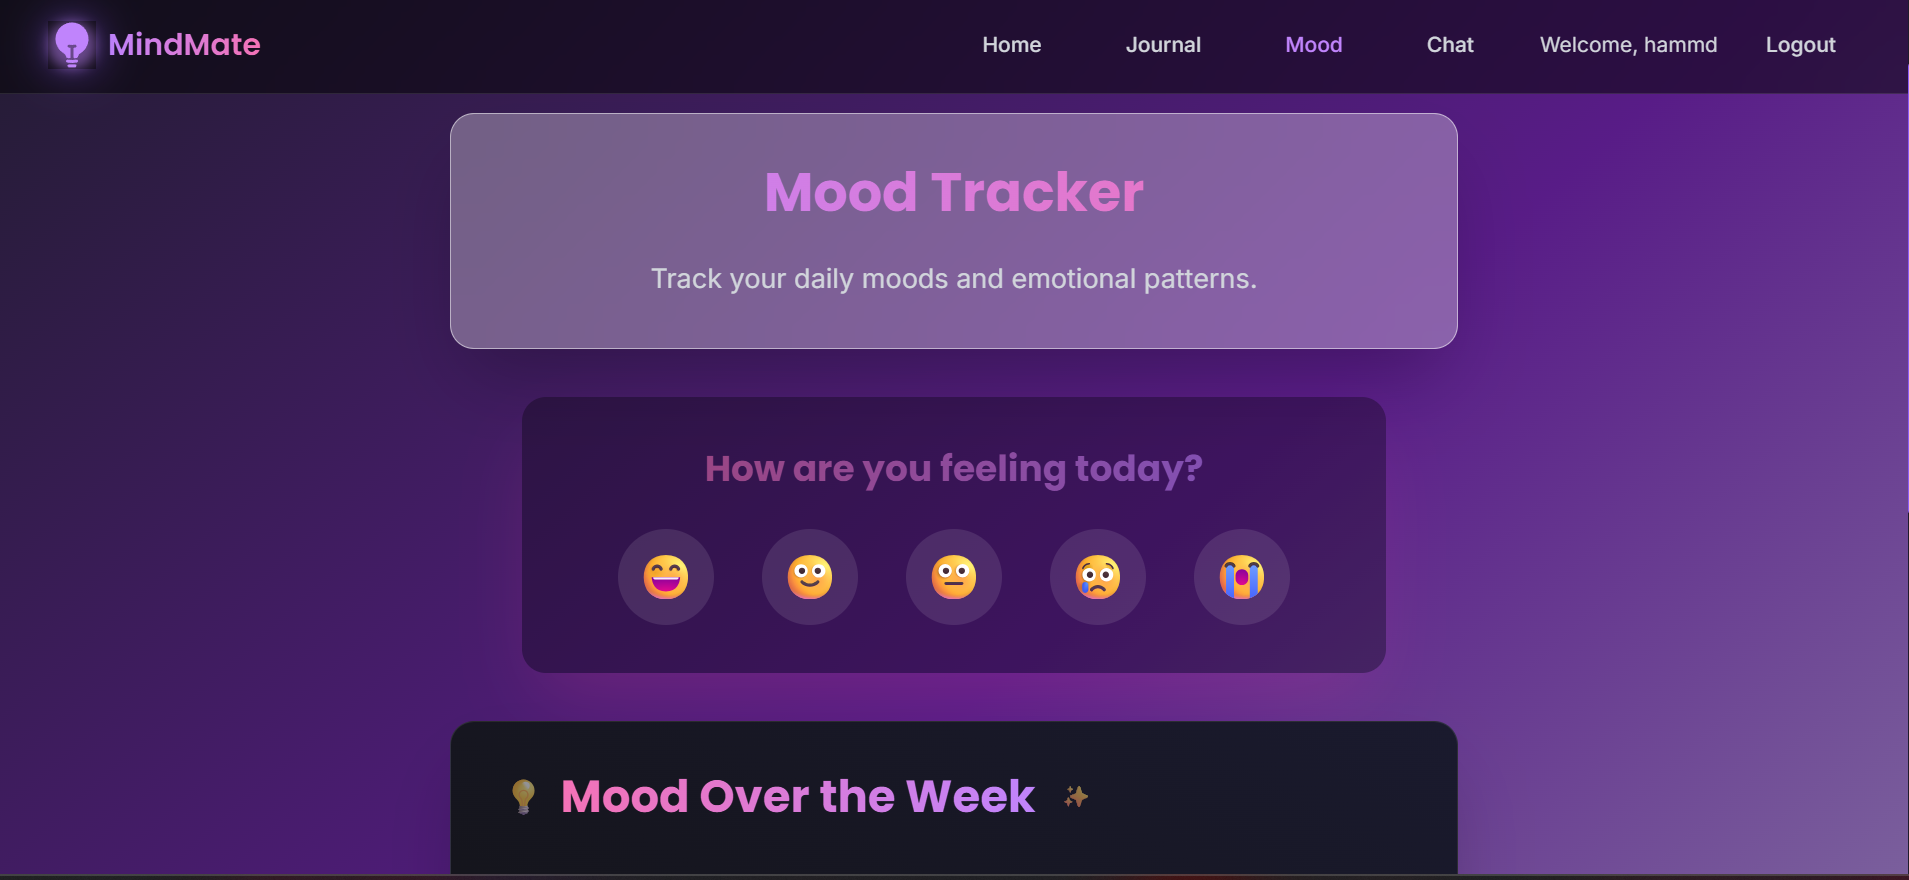 MindMate
Home Journal Mood Chat Welcome, hammd Logout
Mood Tracker
Track your daily moods and emotional patterns.
How are you feeling today?
Mood Over the Week